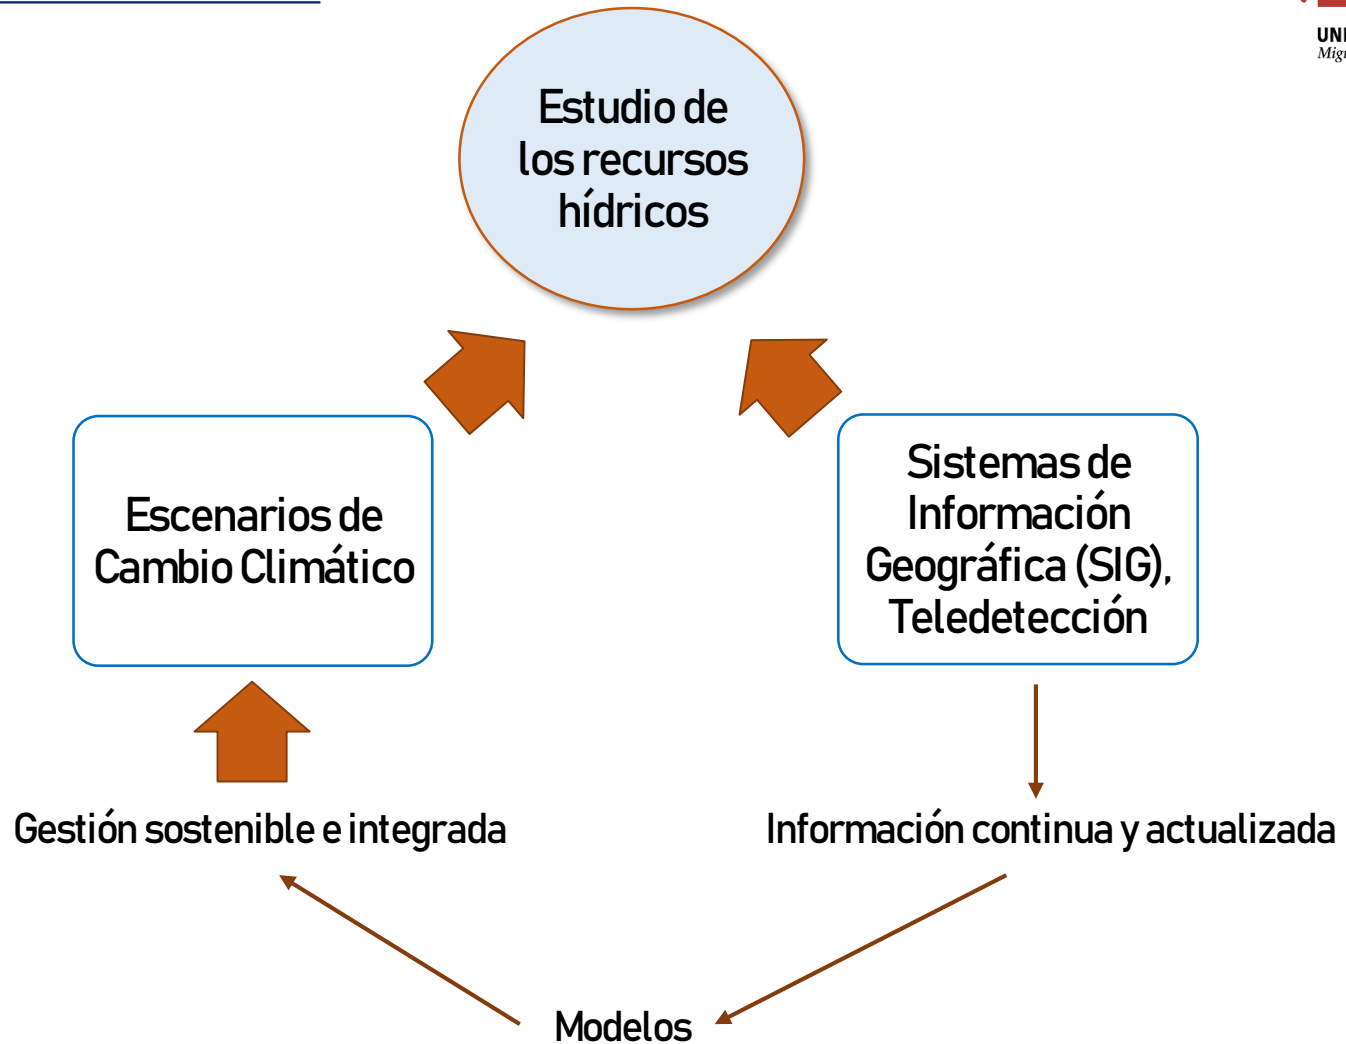 Estudio de
los recursos
hídricos
Escenarios de
Cambio Climático
Sistemas de
Información
Geográfica (SIG),
Teledetección
Gestión sostenible e integrada
Información continua y actualizada
Modelos